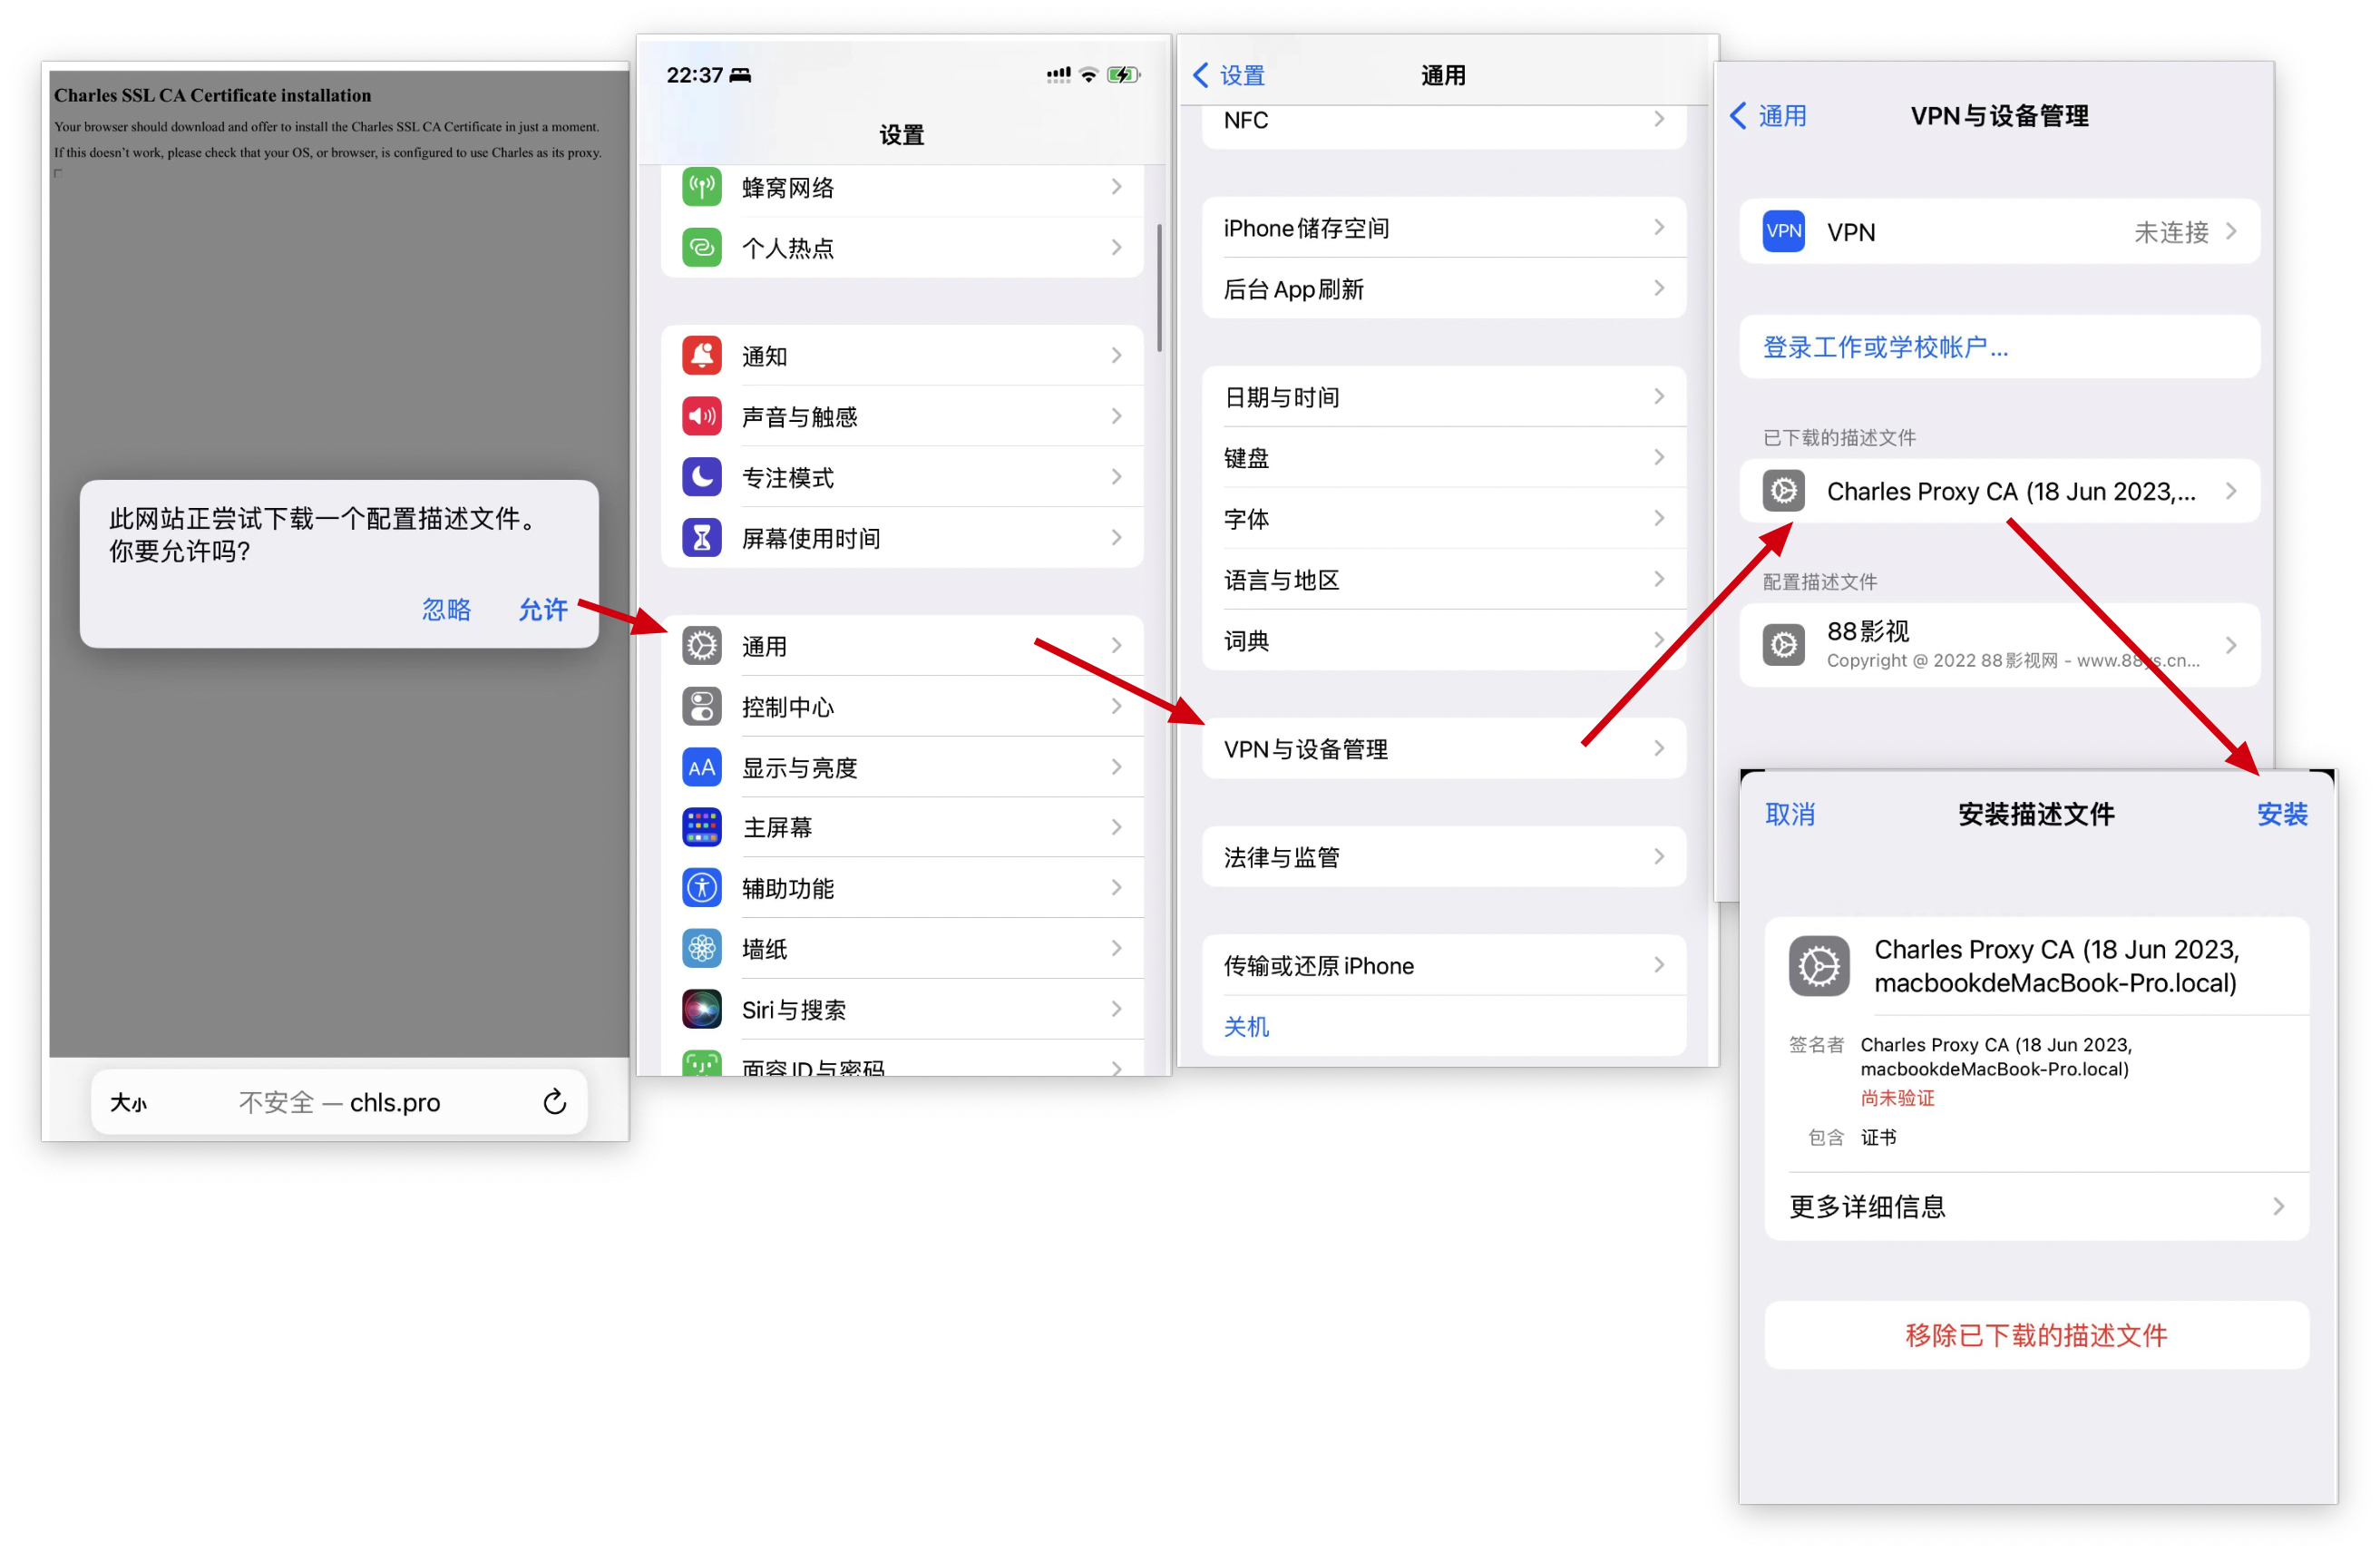 Charles SSL CA Certificate installation
Your browser should download and offer to install the Charles SSL CA Certificate in just a moment.
If this doesn't work, please check that your OS, or browser, is configured to use Charles as its proxy.
此网站正尝试下载一个配置描述文件。
你要允许吗?
忽略 允许
大小 不安全 — chls.pro
22:37
设置
蜂窝网络
个人热点
通知
声音与触感
专注模式
屏幕使用时间
通用
控制中心
AA 显示与亮度
主屏幕
辅助功能
墙纸
Siri与搜索
面容ID与密码
设置 通用
NFC
iPhone储存空间
后台App刷新
日期与时间
键盘
字体
语言与地区
词典
VPN与设备管理
法律与监管
传输或还原iPhone
关机
通用 VPN与设备管理
VPN VPN 未连接
登录工作或学校帐户...
已下载的描述文件
Charles Proxy CA (18 Jun 2023,...
配置描述文件
88影视
Copyright @ 2022 88影视网 - www.88ys.cn...
取消 安装描述文件 安装
Charles Proxy CA (18 Jun 2023,
macbookdeMacBook-Pro.local)
签名者 Charles Proxy CA (18 Jun 2023,
macbookdeMacBook-Pro.local)
尚未验证
包含 证书
更多详细信息
移除已下载的描述文件